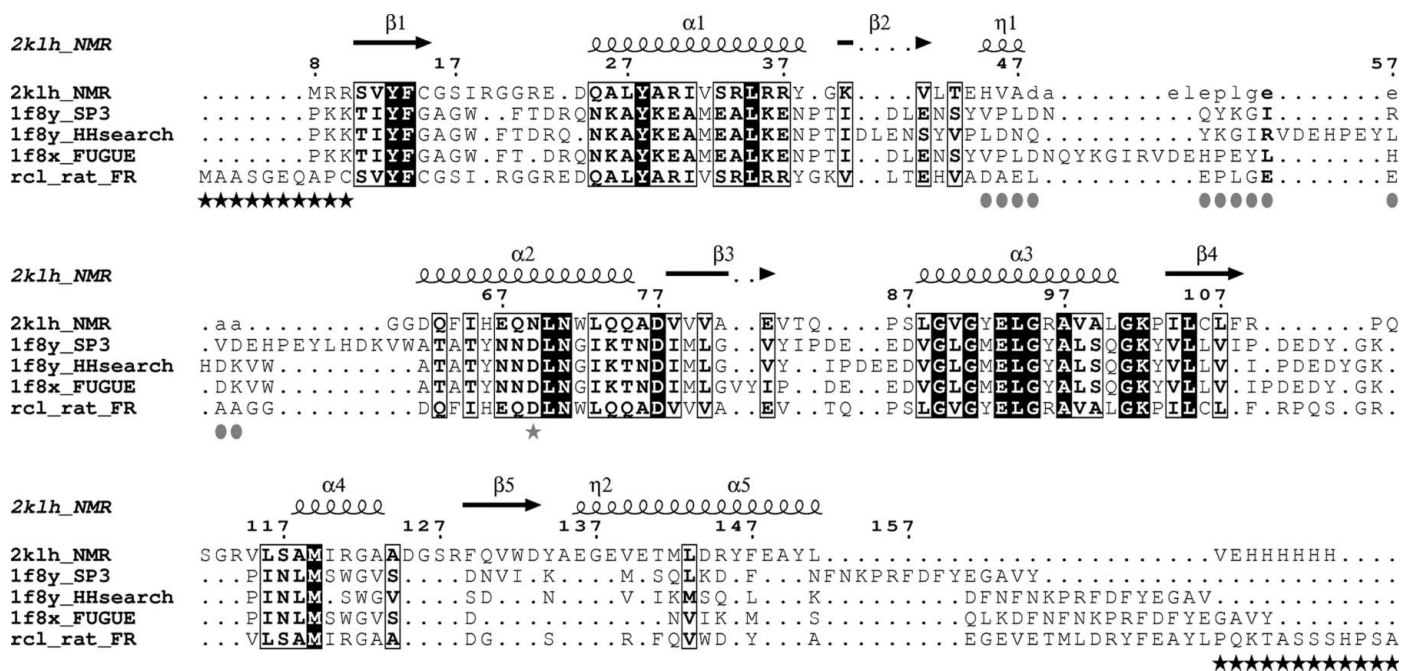 2klh_NMR β1 α1 β2 η1
8 17 27 37 47 57
2klh_NMR .......MRRSVYFCGSIRGGRE.DQALYARIVSRLRRY.GK....VLTEHVAda.......eleplge.......e
1f8y_SP3 .......PKKTIYFGAGW..FTDRQNKAYKEAMEALKENPTI..DLENSYVPLDN.........QYKGI.......R
1f8y_HHsearch .......PKKTIYFGAGW.FTDRQ.NKAYKEAMEALKENPTIDLENSYVPLDNQ..........YKGIRVDEHPEYL
1f8x_FUGUE .......PKKTIYFGAGW.FT.DRQNKAYKEAMEALKENPTI..DLENSYVPLDNQYKGIRVDEHPEYL.......H
rcl_rat_FR MAASGEQAPCSVYFCGSI.RGGREDQALYARIVSRLRRYGKV..LTEHVADAEL..........EPLGE.......E
2klh_NMR α2 β3 α3 β4
67 77 87 97 107
2klh_NMR .aa.........GGDQFIHEQNLNWLQQADVVVA..EVTQ....PSLGVGYELGRAVALGKPILCLFR.......PQ
1f8y_SP3 .VDEHPEYLHDKVWATATYNNDLNGIKTNDIMLG..VYIPDE..EDVGLGMELGYALSQGKYVLLVIP.DEDY.GK.
1f8y_HHsearch HDKVW.........ATATYNNDLNGIKTNDIMLG..VY..IPDEEDVGLGMELGYALSQGKYVLLV.I.PDEDYGK.
1f8x_FUGUE .DKVW.........ATATYNNDLNGIKTNDIMLGVYIP..DE..EDVGLGMELGYALSQGKYVLLV.IPDEDY.GK.
rcl_rat_FR .AAGG.........DQFIHEQDLNWLQQADVVVA..EV..TQ..PSLGVGYELGRAVALGKPILCL.F.RPQS.GR.
2klh_NMR α4 β5 η2 α5
117 127 137 147 157
2klh_NMR SGRVLSAMIRGAADGSRFQVWDYAEGEVETMLDRYFEAYL.........................VEHHHHHH....
1f8y_SP3 ...PINLMSWGVS....DNVI.K....M.SQLKD.F...NFNKPRFDFYEGAVY.......................
1f8y_HHsearch ...PINLM.SWGV....SD...N....V.IKMSQ.L...K.........DFNFNKPRFDFYEGAV............
1f8x_FUGUE ...PINLMSWGVS.................NVIK.M...S.........QLKDFNFNKPRFDFYEGAVY........
rcl_rat_FR ...VLSAMIRGAA....DG...S....R.FQVWD.Y...A.........EGEVETMLDRYFEAYLPQKTASSSHPSA